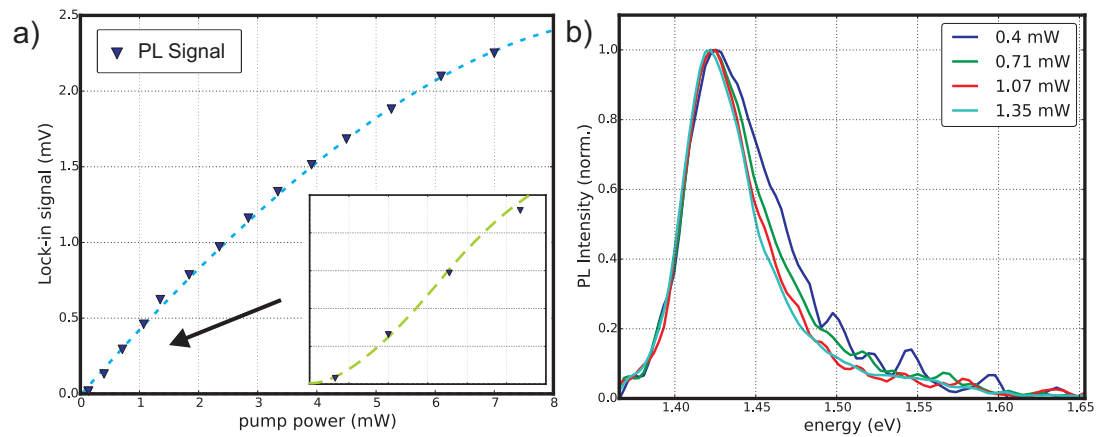 a)
PL Signal
Lock-in signal (mV)
2.5
2.0
1.5
1.0
0.5
0.0
0 1 2 3 4 5 6 7 8
pump power (mW)
b)
0.4 mW
0.71 mW
1.07 mW
1.35 mW
PL Intensity (norm.)
1.0
0.8
0.6
0.4
0.2
0.0
1.40 1.45 1.50 1.55 1.60 1.65
energy (eV)